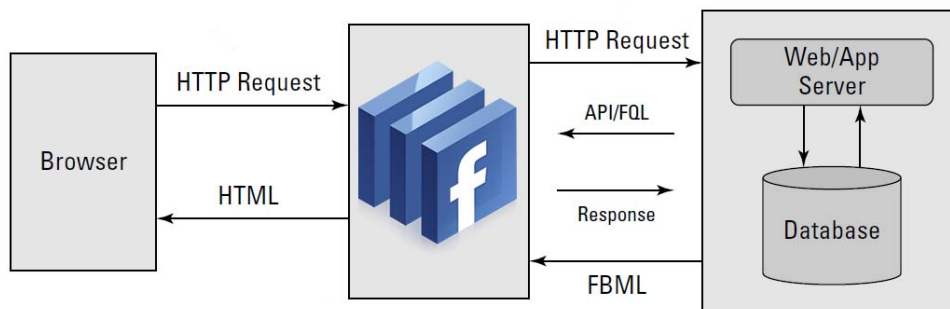 Browser
HTTP Request
HTML
f
HTTP Request
API/FQL
Response
FBML
Web/App
Server
Database